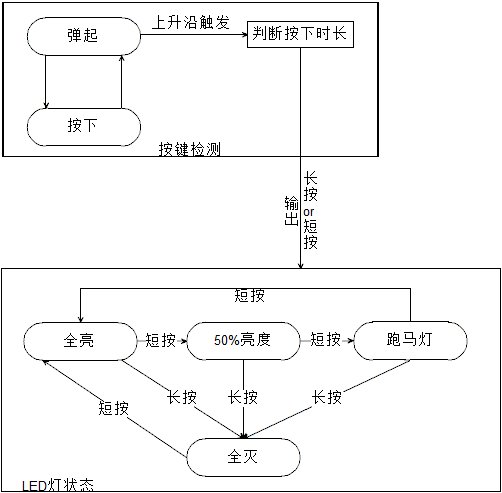 弹起
上升沿触发
判断按下时长
按下
按键检测
输出
长按or短按
短按
全亮
短按
50%亮度
短按
跑马灯
短按
长按
长按
长按
全灭
LED灯状态